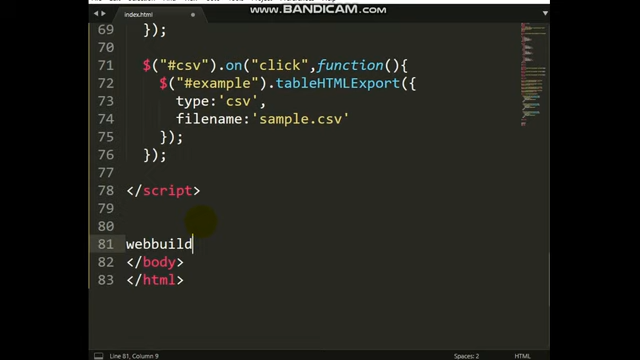 www.BANDICAM.com
index.html
69 });
70
71 $("#csv").on("click",function(){
72 $("#example").tableHTMLExport({
73 type:'csv',
74 filename:'sample.csv'
75 });
76 });
77
78 </script>
79
80
81 webbuild
82 </body>
83 </html>
Line 81, Column 9 Spaces: 2 HTML